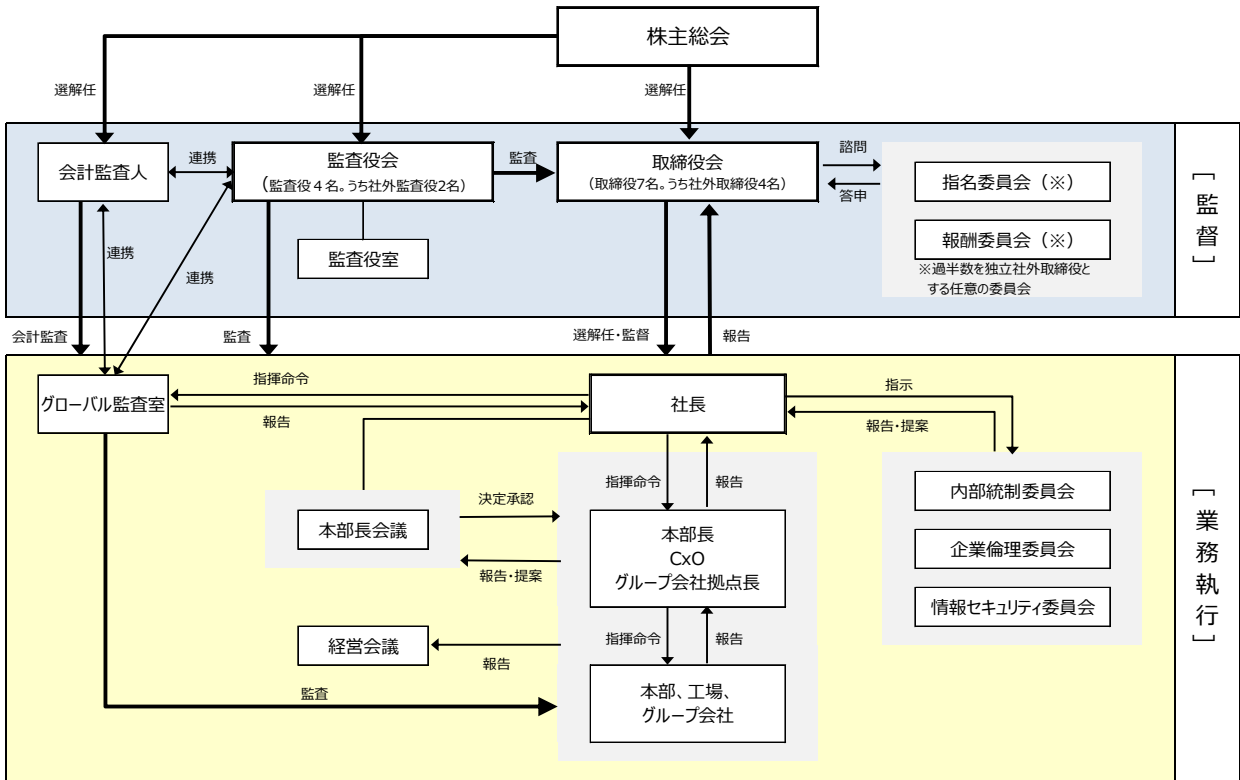 株主総会
選解任
選解任
選解任
会計監査人
連携
監査役会
(監査役4名。うち社外監査役2名)
監査
取締役会
(取締役7名。うち社外取締役4名)
諮問
答申
指名委員会(※)
報酬委員会(※)
※過半数を独立社外取締役と
する任意の委員会
[監督]
監査役室
連携
連携
会計監査
監査
選解任・監督
報告
グローバル監査室
指揮命令
報告
社長
指示
報告・提案
指揮命令
報告
本部長会議
決定承認
報告・提案
本部長
CxO
グループ会社拠点長
内部統制委員会
企業倫理委員会
情報セキュリティ委員会
[業務執行]
経営会議
報告
指揮命令
報告
監査
本部、工場、
グループ会社